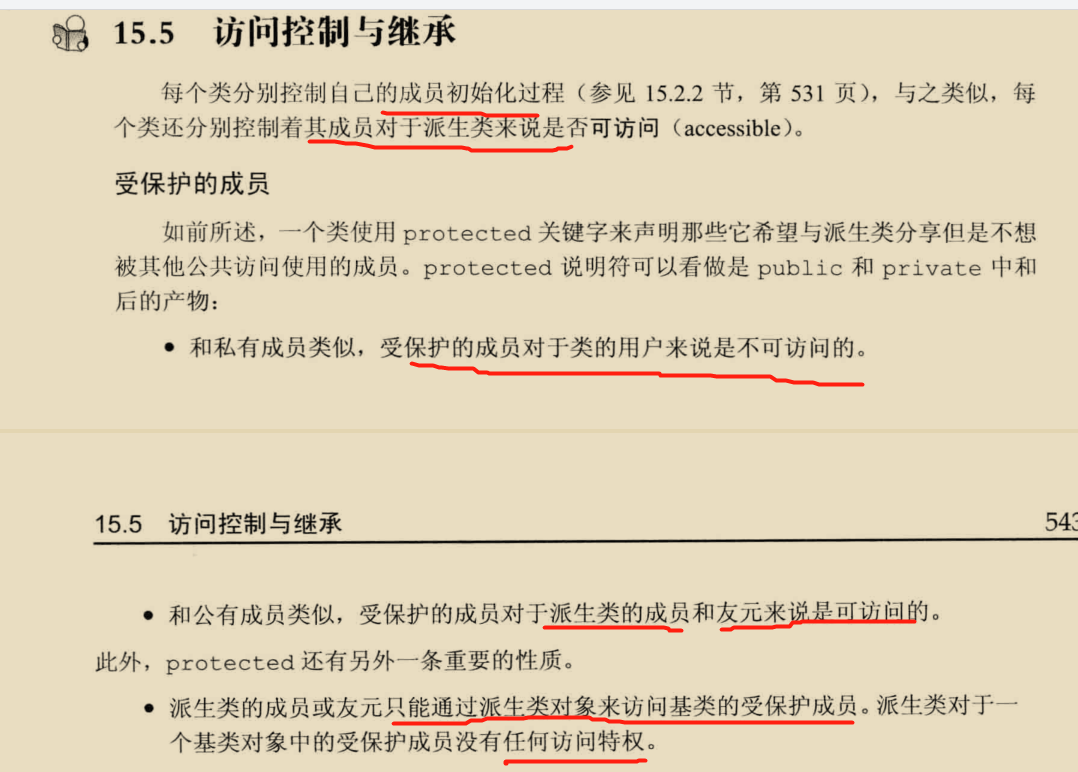 15.5 访问控制与继承
每个类分别控制自己的成员初始化过程（参见 15.2.2 节，第 531 页），与之类似，每
个类还分别控制着其成员对于派生类来说是否可访问（accessible）。
受保护的成员
如前所述，一个类使用 protected 关键字来声明那些它希望与派生类分享但是不想
被其他公共访问使用的成员。protected 说明符可以看做是 public 和 private 中和
后的产物：
• 和私有成员类似，受保护的成员对于类的用户来说是不可访问的。
15.5 访问控制与继承
543
• 和公有成员类似，受保护的成员对于派生类的成员和友元来说是可访问的。
此外，protected 还有另外一条重要的性质。
• 派生类的成员或友元只能通过派生类对象来访问基类的受保护成员。派生类对于一
个基类对象中的受保护成员没有任何访问特权。